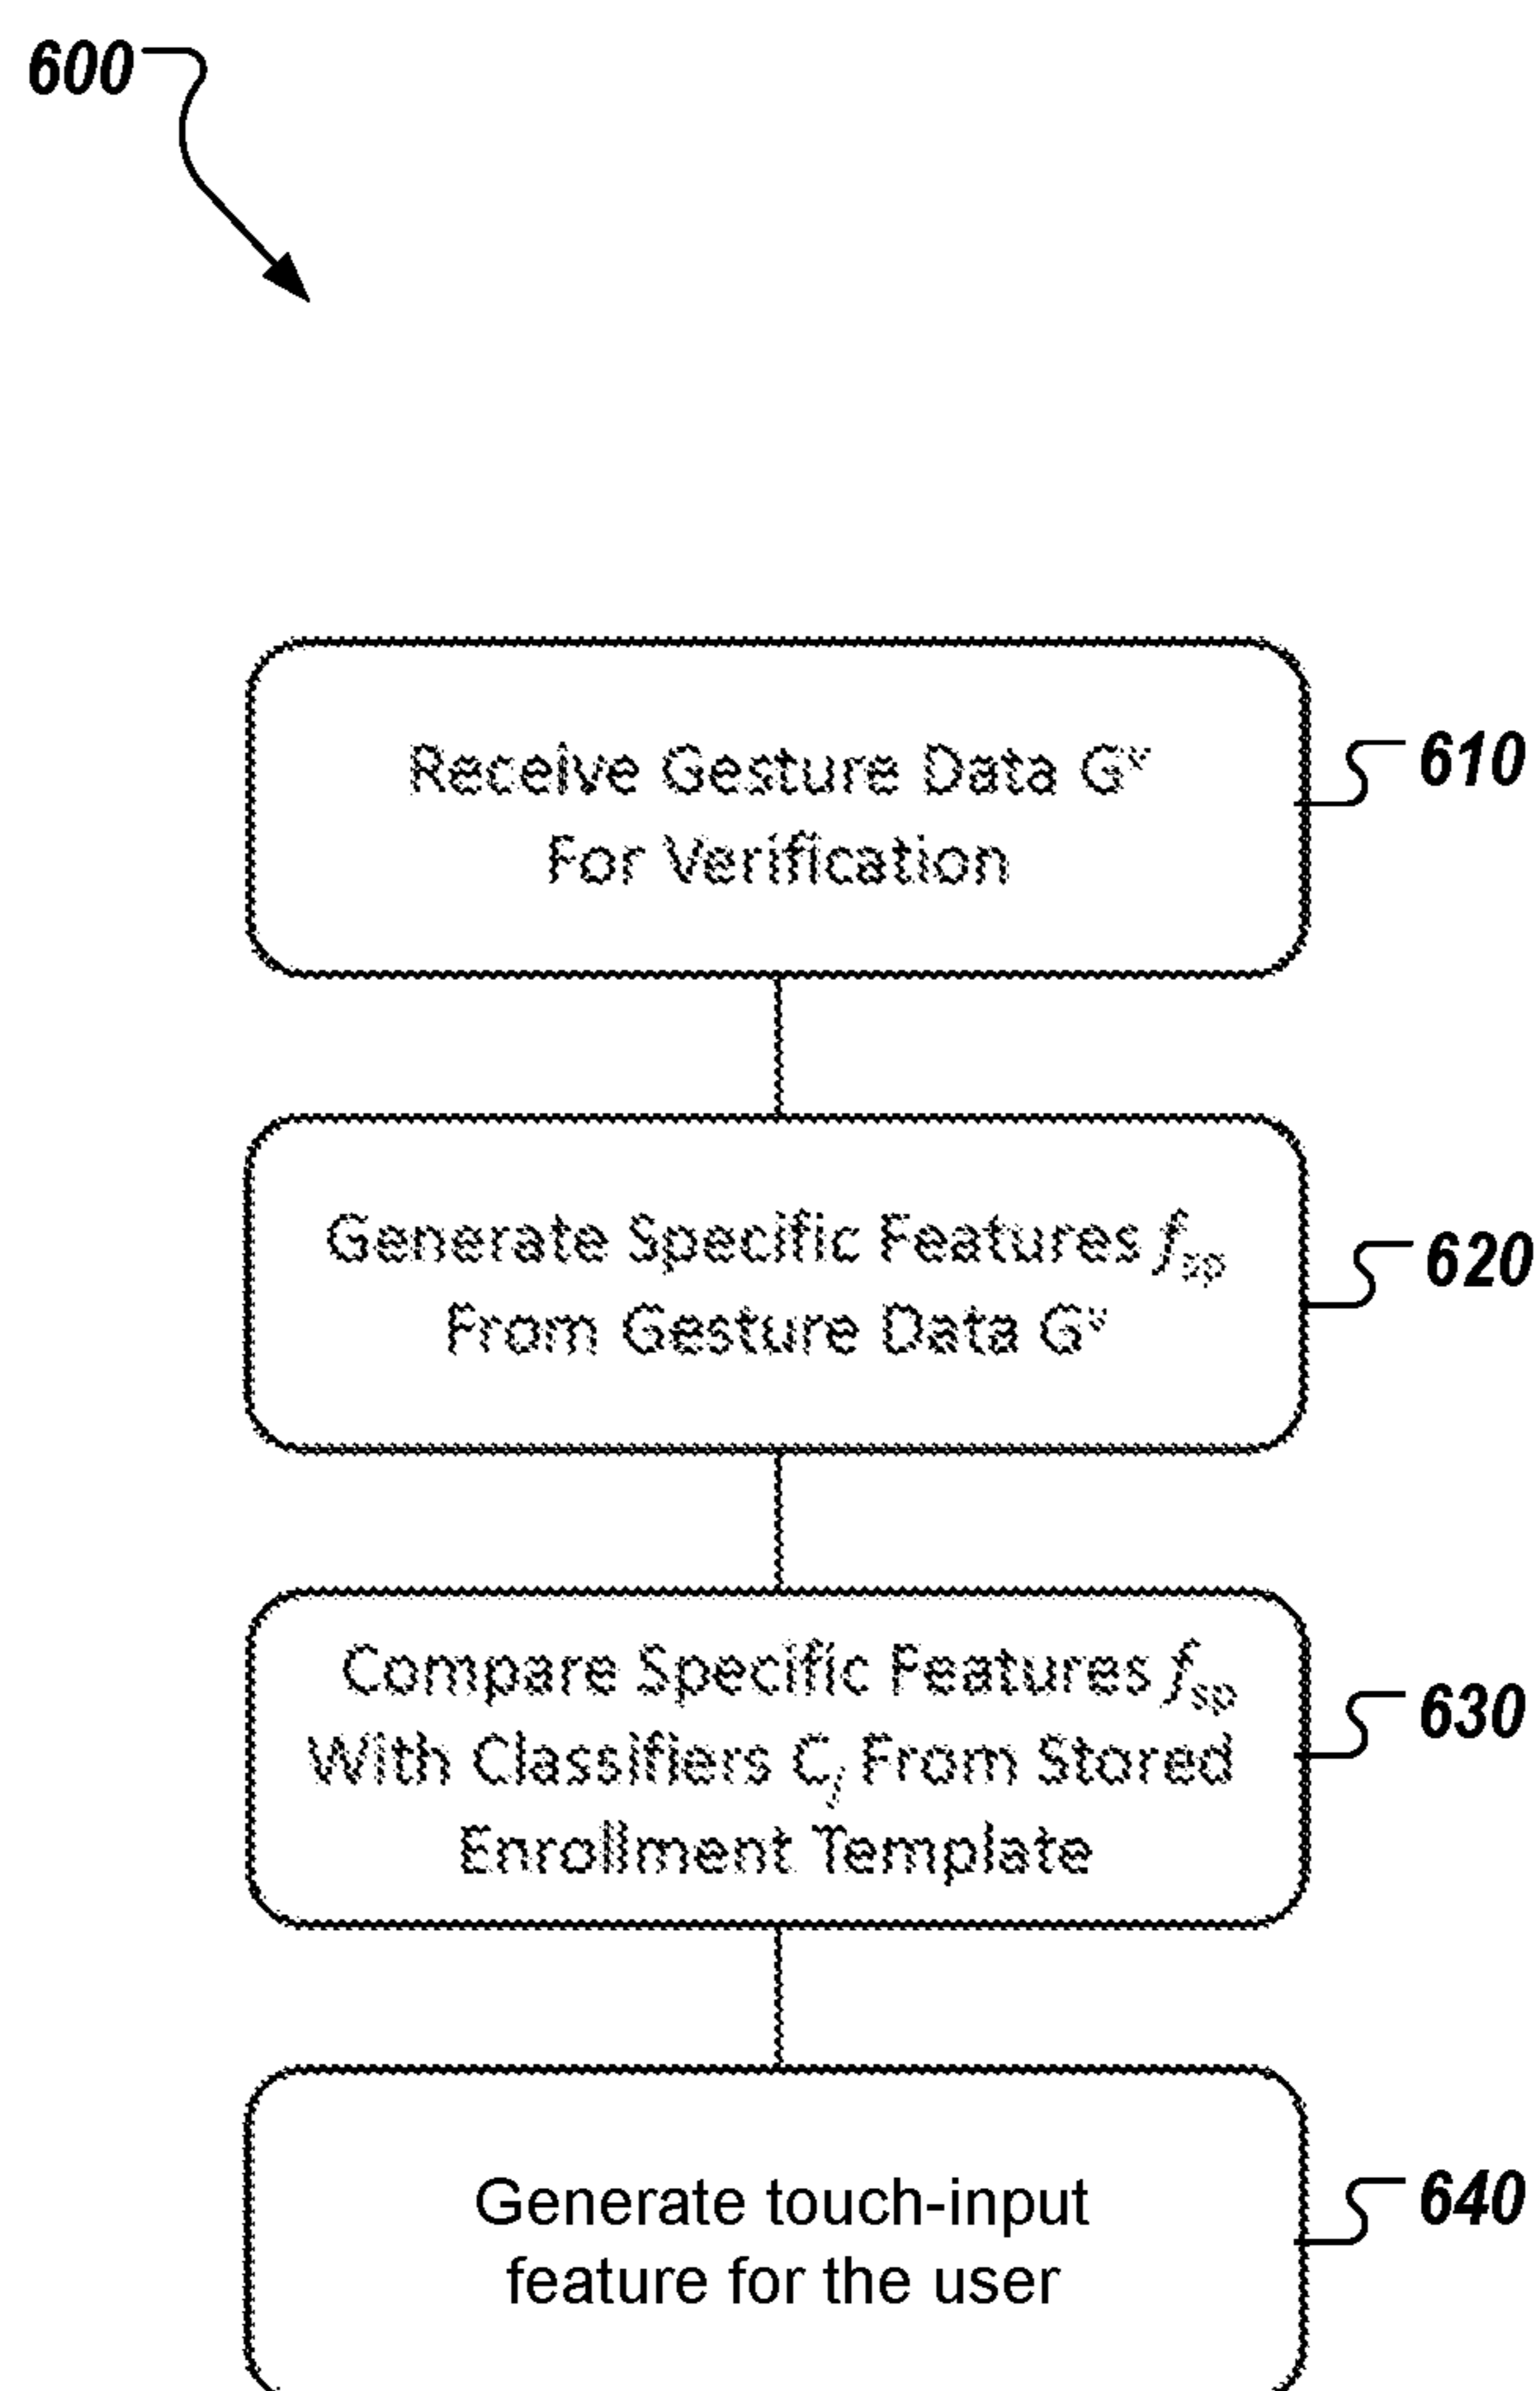 600
Receive Gesture Data Gᵛ
For Verification
610
Generate Specific Features fsp
From Gesture Data Gᵛ
620
Compare Specific Features fsp
With Classifiers Cj From Stored
Enrollment Template
630
Generate touch-input
feature for the user
640